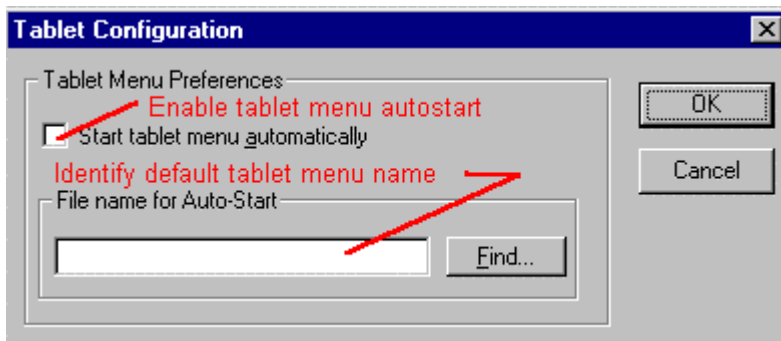 Tablet Configuration
Tablet Menu Preferences
Enable tablet menu autostart
OK
Start tablet menu automatically
Identify default tablet menu name
Cancel
File name for Auto-Start
Find...